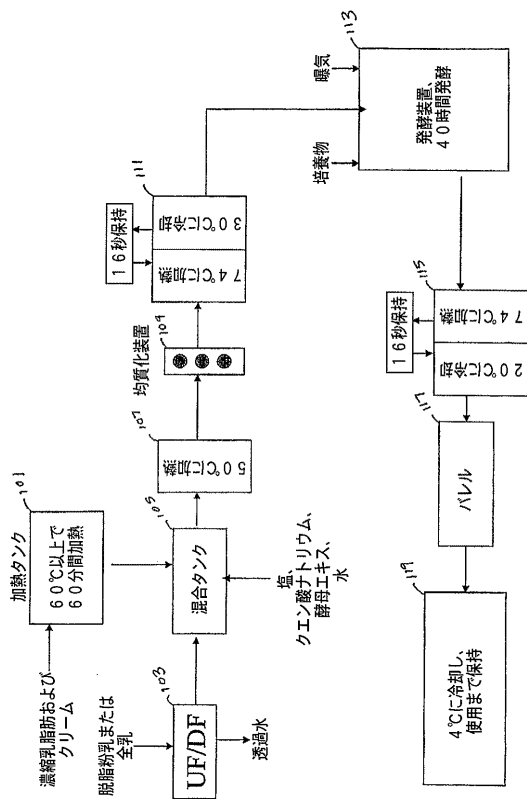 濃縮乳脂肪および
クリーム
加熱タンク
101
60℃以上で
60分間加熱
脱脂粉乳または
全乳
103
UF/DF
透過水
105
混合タンク
塩、
クエン酸ナトリウム、
酵母エキス、
水
107
50℃に加熱
均質化装置
109
16秒保持
74℃に加熱
30℃に冷却
111
培養物
曝気
113
発酵装置、
40時間発酵
115
16秒保持
74℃に加熱
20℃に冷却
117
バレル
119
4℃に冷却し、
使用まで保持